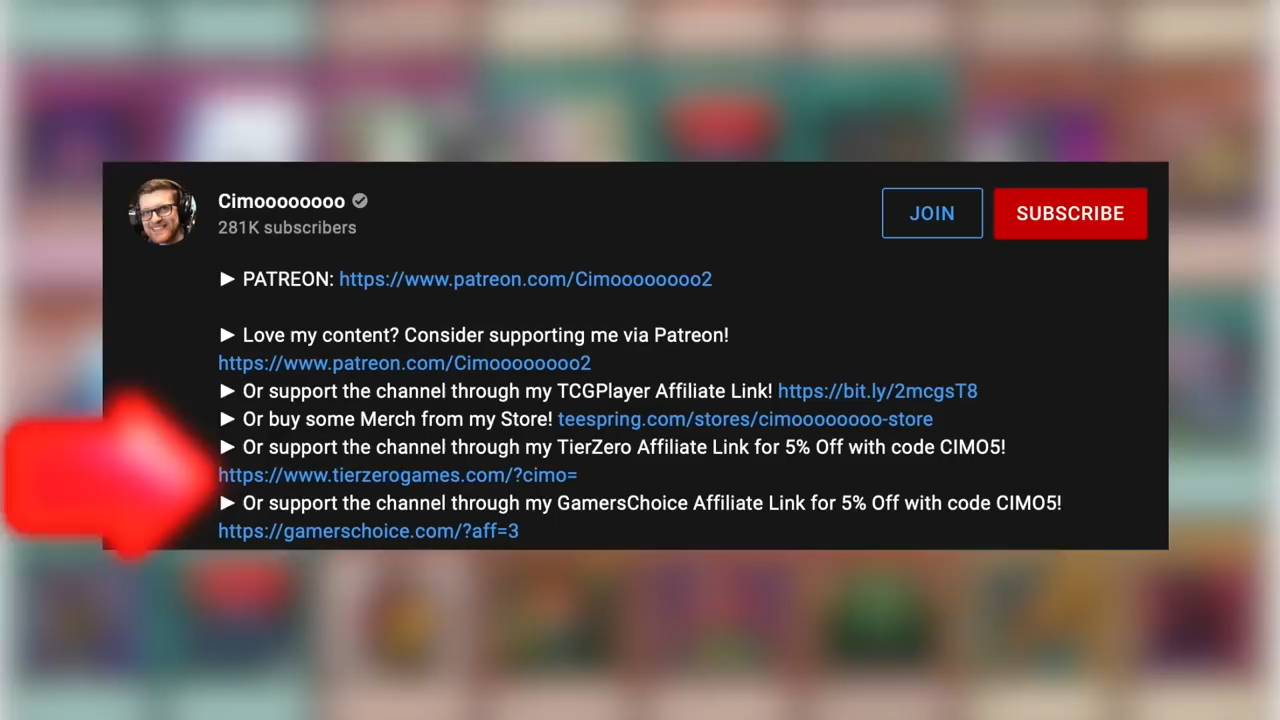 Cimoooooooo
281K subscribers
JOIN
SUBSCRIBE
► PATREON: https://www.patreon.com/Cimoooooooo2
► Love my content? Consider supporting me via Patreon!
https://www.patreon.com/Cimoooooooo2
► Or support the channel through my TCGPlayer Affiliate Link! https://bit.ly/2mcgsT8
► Or buy some Merch from my Store! teespring.com/stores/cimoooooooo-store
► Or support the channel through my TierZero Affiliate Link for 5% Off with code CIMO5!
https://www.tierzerogames.com/?cimo=
► Or support the channel through my GamersChoice Affiliate Link for 5% Off with code CIMO5!
https://gamerschoice.com/?aff=3